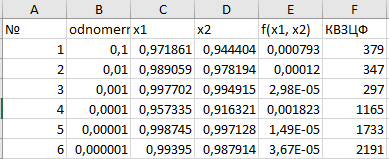 A B C D E F
№ odnomerr x1 x2 f(x1, x2) КВЗЦФ
1 0,1 0,971861 0,944404 0,000793 379
2 0,01 0,989059 0,978194 0,00012 347
3 0,001 0,997702 0,994915 2,98E-05 297
4 0,0001 0,957335 0,916321 0,001823 1165
5 0,00001 0,998745 0,997128 1,49E-05 1733
6 0,000001 0,99395 0,987914 3,67E-05 2191